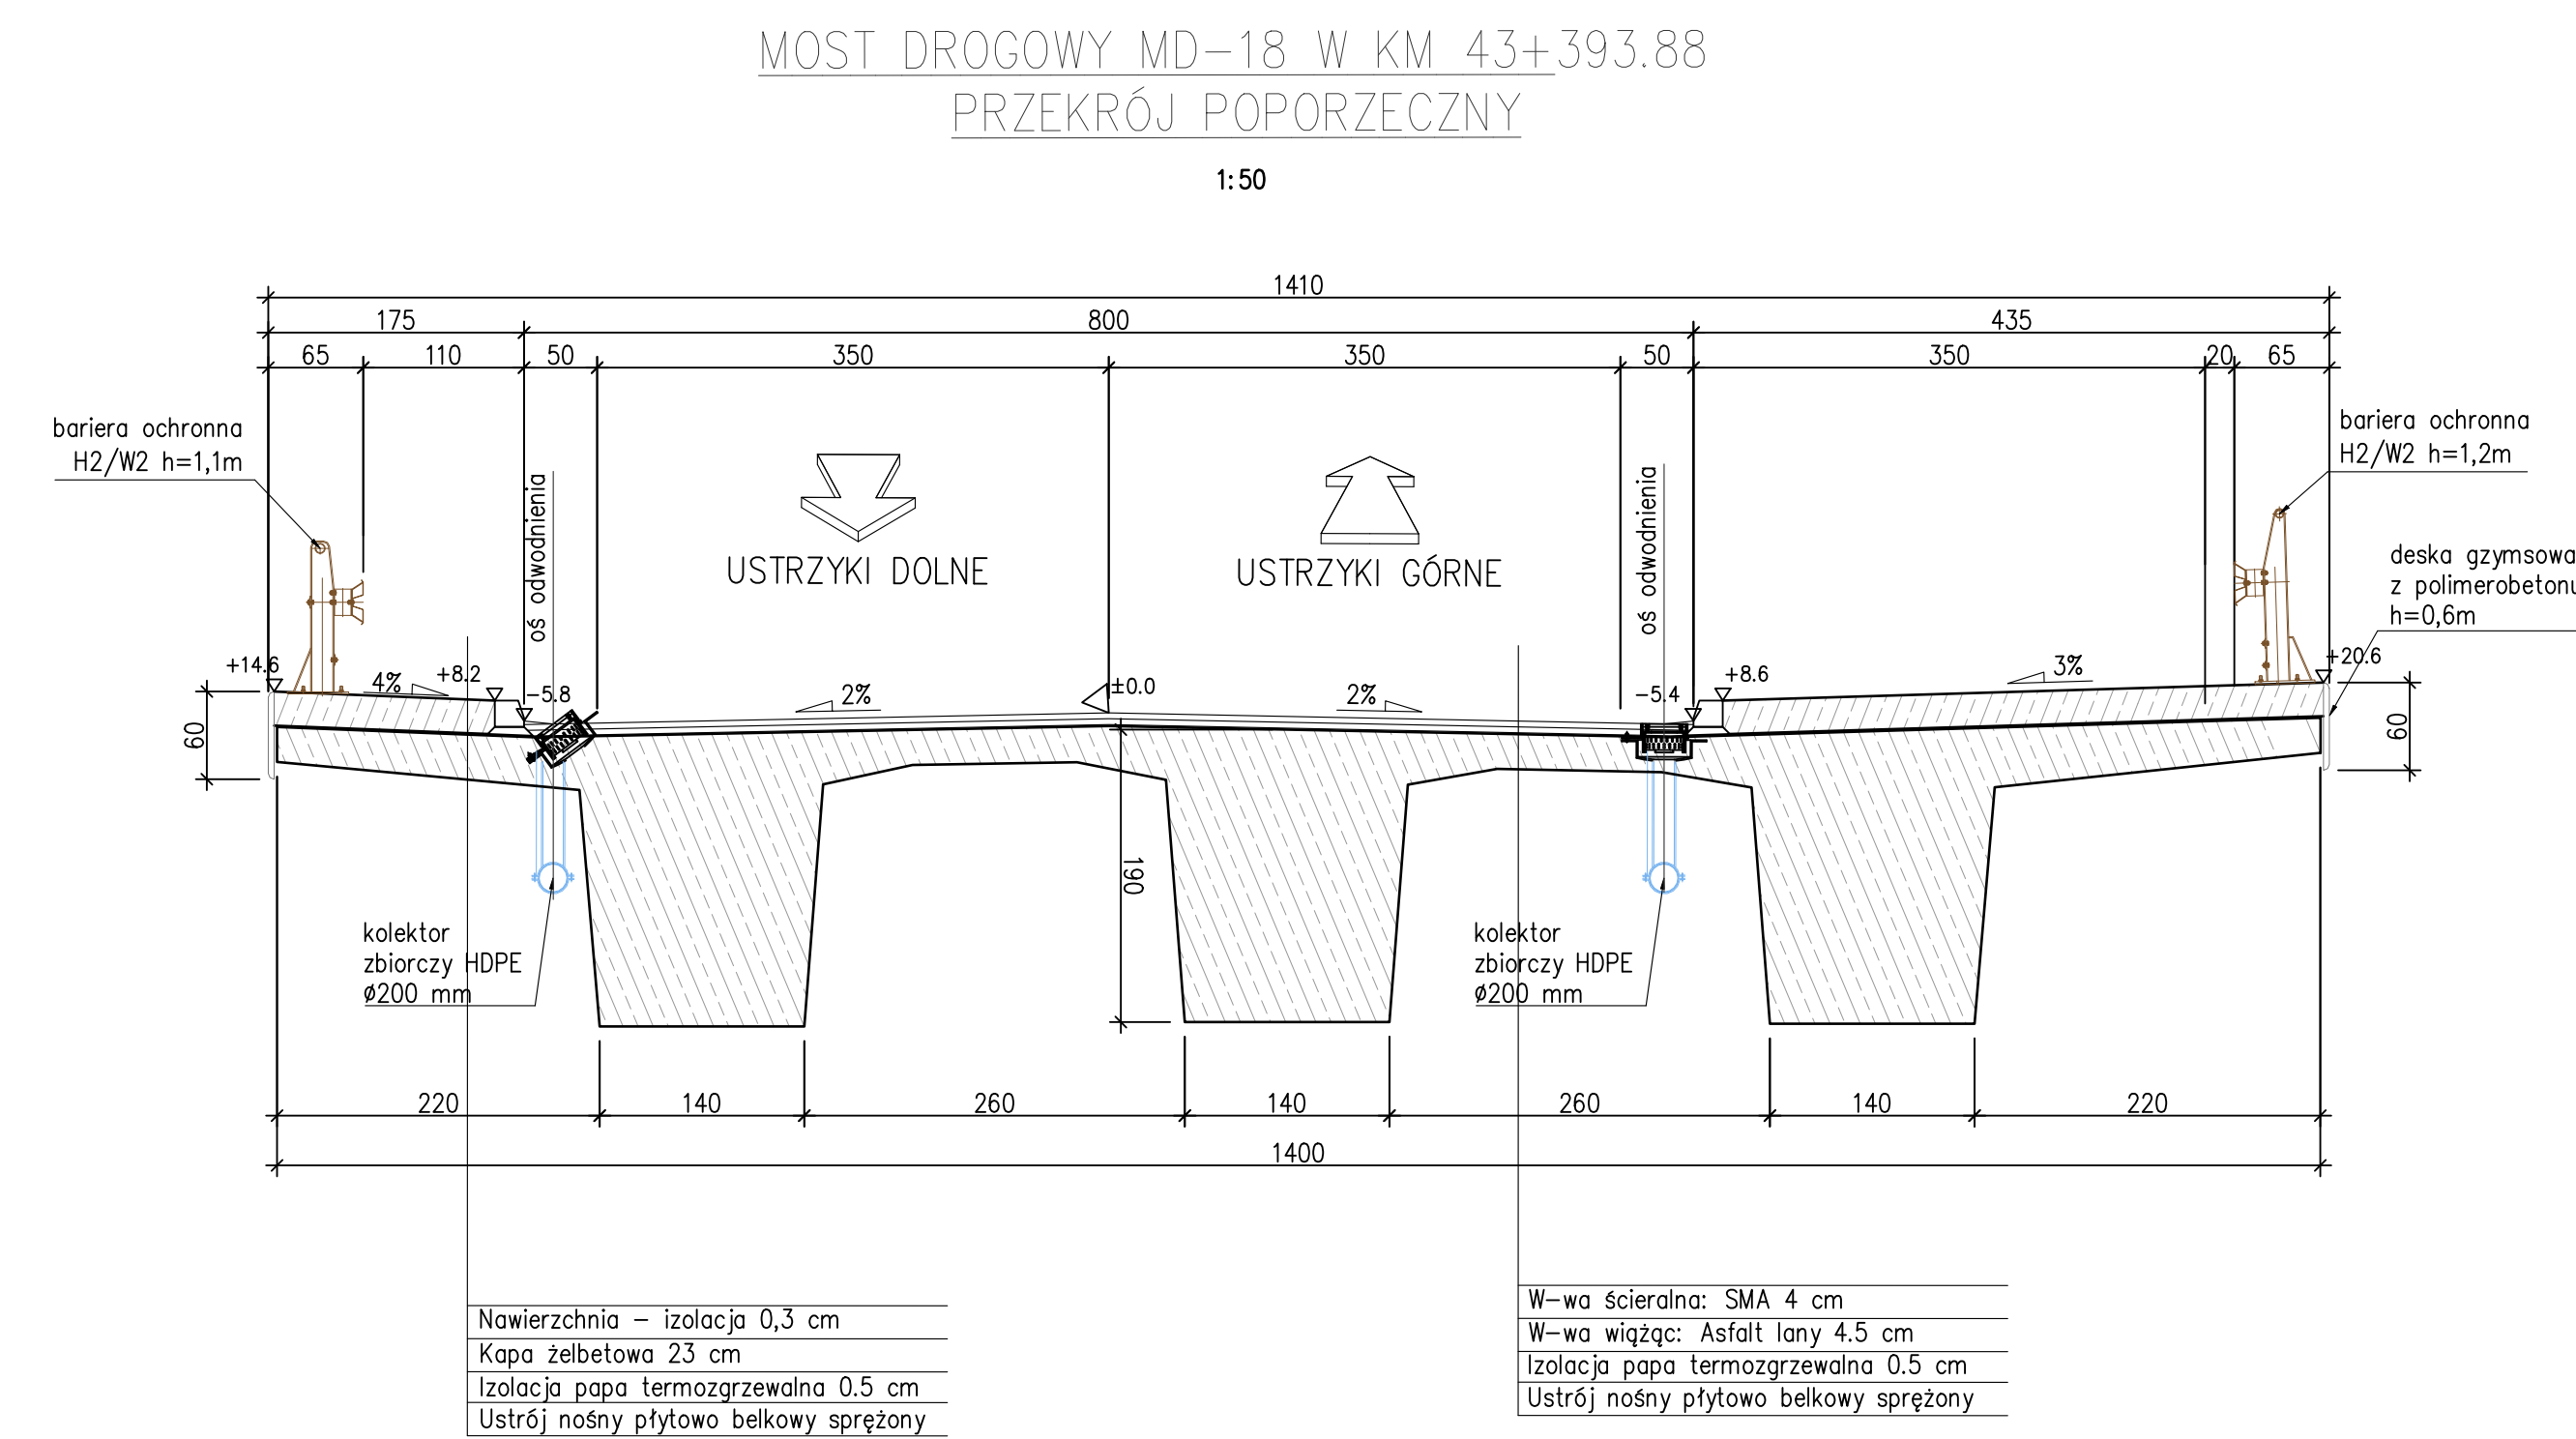 MOST DROGOWY MD-18 W KM 43+393.88
PRZEKRÓJ POPORZECZNY
1:50
1410
175 800 435
65 110 50 350 350 50 350 20 65
bariera ochronna
H2/W2 h=1,1m
bariera ochronna
H2/W2 h=1,2m
oś odwodnienia
oś odwodnienia
USTRZYKI DOLNE
USTRZYKI GÓRNE
deska gzymsowa
z polimerobetonu
h=0,6m
+14.6
4%
+8.2
-5.8
2%
±0.0
2%
-5.4
+8.6
3%
+20.6
60
60
190
kolektor
zbiorczy HDPE
Ø200 mm
kolektor
zbiorczy HDPE
Ø200 mm
220 140 260 140 260 140 220
1400
Nawierzchnia – izolacja 0,3 cm
Kapa żelbetowa 23 cm
Izolacja papa termozgrzewalna 0.5 cm
Ustrój nośny płytowo belkowy sprężony
W-wa ścieralna: SMA 4 cm
W-wa wiążąc: Asfalt lany 4.5 cm
Izolacja papa termozgrzewalna 0.5 cm
Ustrój nośny płytowo belkowy sprężony